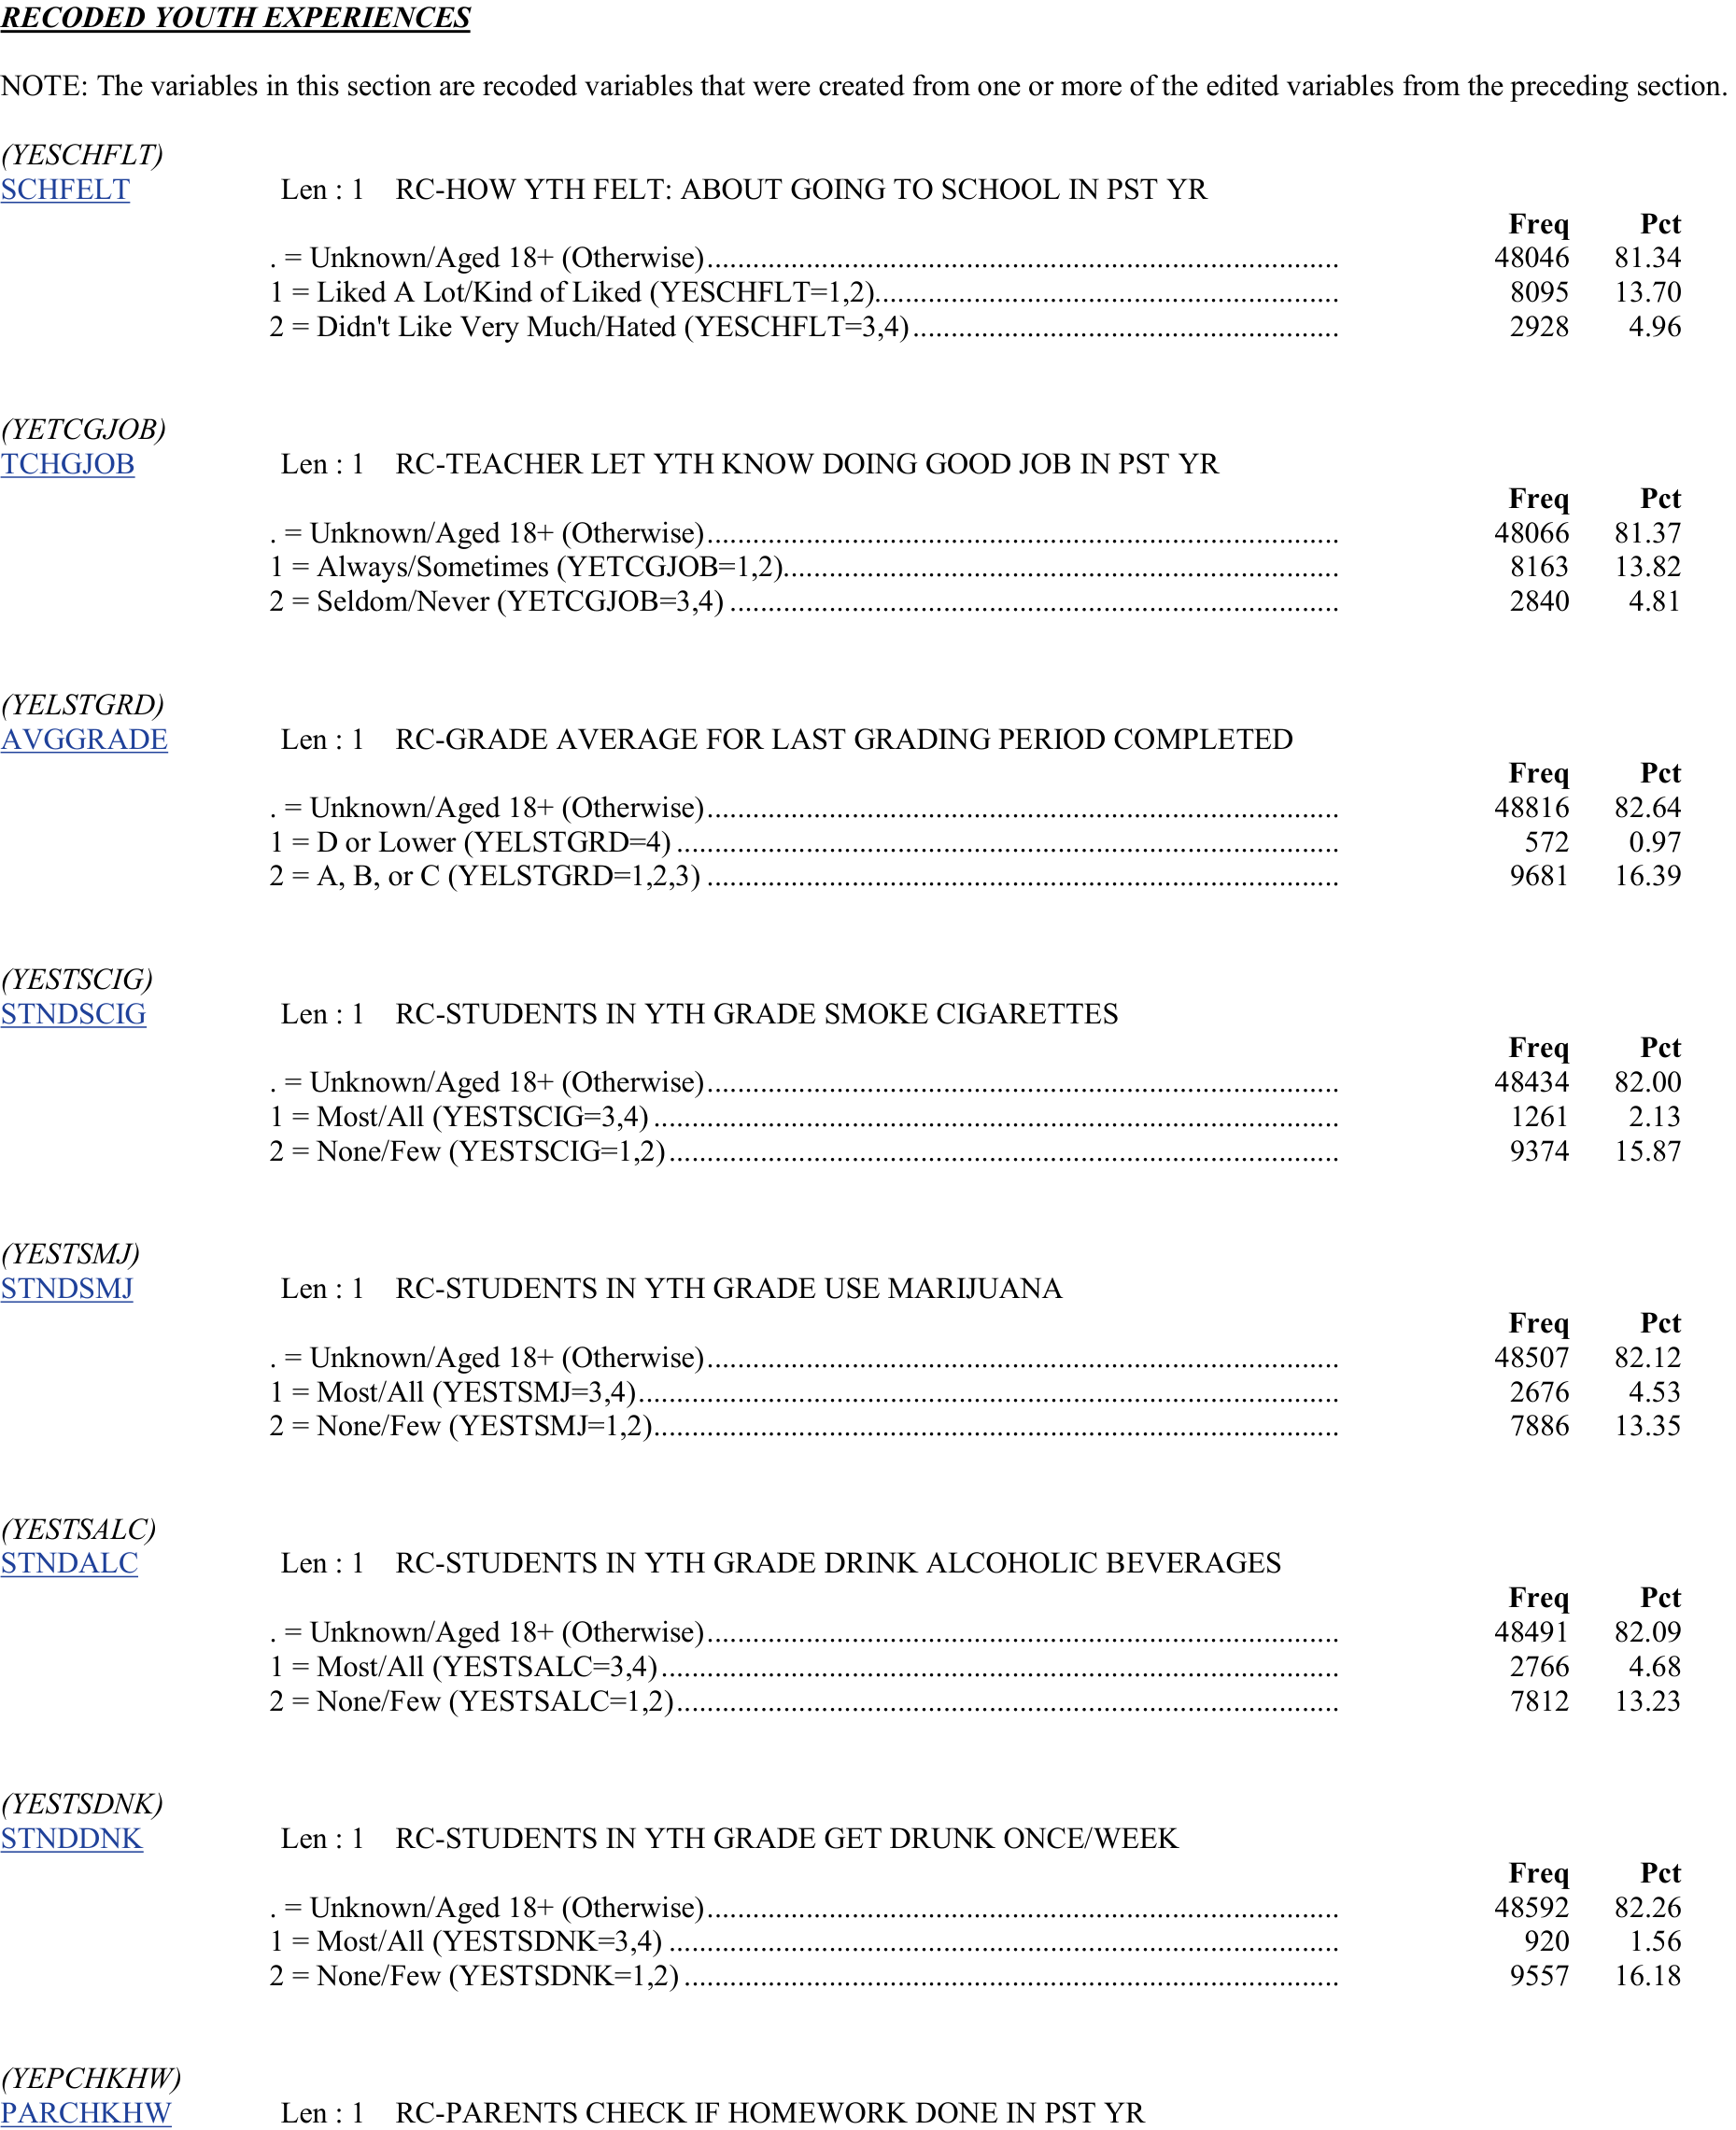 RECODED YOUTH EXPERIENCES
NOTE: The variables in this section are recoded variables that were created from one or more of the edited variables from the preceding section.
(YESCHFLT)
SCHFELT Len : 1 RC-HOW YTH FELT: ABOUT GOING TO SCHOOL IN PST YR
Freq Pct
. = Unknown/Aged 18+ (Otherwise)................................................................................... 48046 81.34
1 = Liked A Lot/Kind of Liked (YESCHFLT=1,2)............................................................. 8095 13.70
2 = Didn't Like Very Much/Hated (YESCHFLT=3,4)........................................................ 2928 4.96
(YETCGJOB)
TCHGJOB Len : 1 RC-TEACHER LET YTH KNOW DOING GOOD JOB IN PST YR
Freq Pct
. = Unknown/Aged 18+ (Otherwise)................................................................................... 48066 81.37
1 = Always/Sometimes (YETCGJOB=1,2)......................................................................... 8163 13.82
2 = Seldom/Never (YETCGJOB=3,4) ................................................................................ 2840 4.81
(YELSTGRD)
AVGGRADE Len : 1 RC-GRADE AVERAGE FOR LAST GRADING PERIOD COMPLETED
Freq Pct
. = Unknown/Aged 18+ (Otherwise)................................................................................... 48816 82.64
1 = D or Lower (YELSTGRD=4) ....................................................................................... 572 0.97
2 = A, B, or C (YELSTGRD=1,2,3) ................................................................................... 9681 16.39
(YESTSCIG)
STNDSCIG Len : 1 RC-STUDENTS IN YTH GRADE SMOKE CIGARETTES
Freq Pct
. = Unknown/Aged 18+ (Otherwise)................................................................................... 48434 82.00
1 = Most/All (YESTSCIG=3,4) .......................................................................................... 1261 2.13
2 = None/Few (YESTSCIG=1,2)........................................................................................ 9374 15.87
(YESTSMJ)
STNDSMJ Len : 1 RC-STUDENTS IN YTH GRADE USE MARIJUANA
Freq Pct
. = Unknown/Aged 18+ (Otherwise)................................................................................... 48507 82.12
1 = Most/All (YESTSMJ=3,4)............................................................................................ 2676 4.53
2 = None/Few (YESTSMJ=1,2).......................................................................................... 7886 13.35
(YESTSALC)
STNDALC Len : 1 RC-STUDENTS IN YTH GRADE DRINK ALCOHOLIC BEVERAGES
Freq Pct
. = Unknown/Aged 18+ (Otherwise)................................................................................... 48491 82.09
1 = Most/All (YESTSALC=3,4)......................................................................................... 2766 4.68
2 = None/Few (YESTSALC=1,2)....................................................................................... 7812 13.23
(YESTSDNK)
STNDDNK Len : 1 RC-STUDENTS IN YTH GRADE GET DRUNK ONCE/WEEK
Freq Pct
. = Unknown/Aged 18+ (Otherwise)................................................................................... 48592 82.26
1 = Most/All (YESTSDNK=3,4) ........................................................................................ 920 1.56
2 = None/Few (YESTSDNK=1,2) ...................................................................................... 9557 16.18
(YEPCHKHW)
PARCHKHW Len : 1 RC-PARENTS CHECK IF HOMEWORK DONE IN PST YR